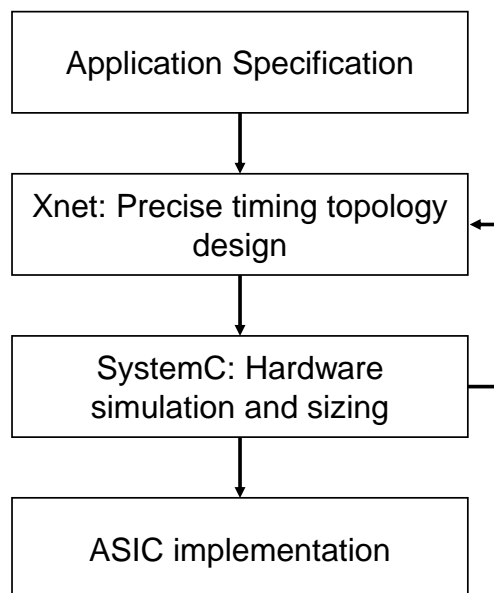 Application Specification
Xnet: Precise timing topology
design
SystemC: Hardware
simulation and sizing
ASIC implementation